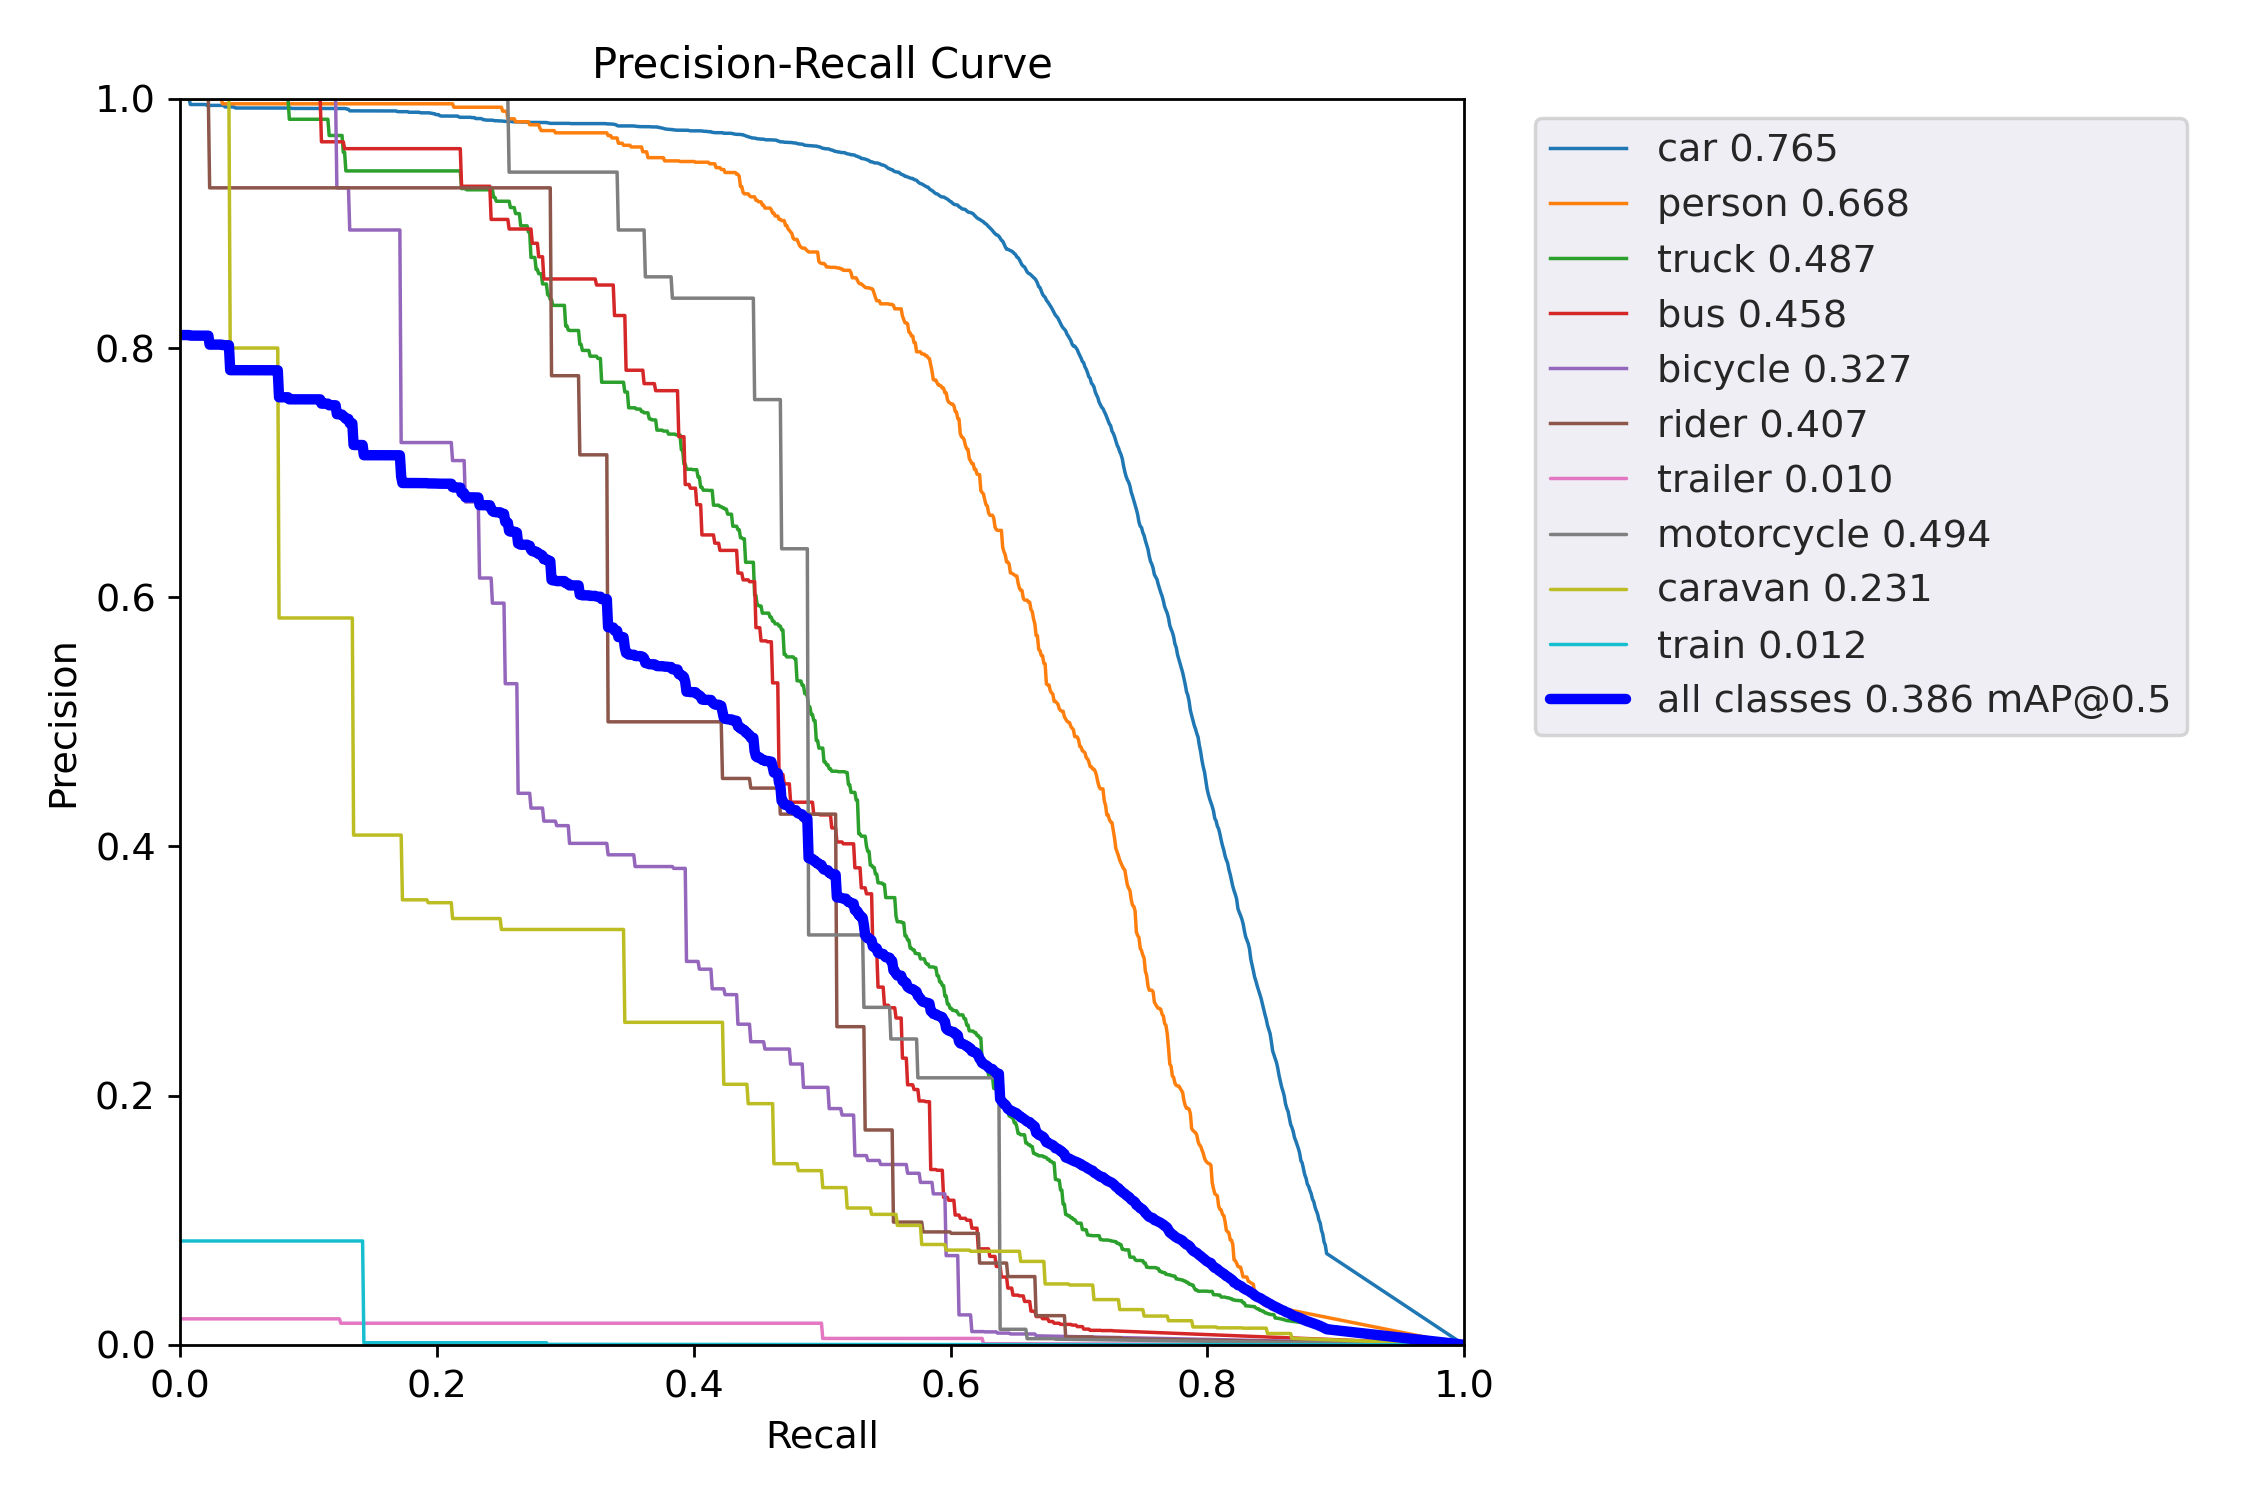 Precision-Recall Curve
1.0
0.8
0.6
0.4
0.2
0.0
Precision
0.0 0.2 0.4 0.6 0.8 1.0
Recall
car 0.765
person 0.668
truck 0.487
bus 0.458
bicycle 0.327
rider 0.407
trailer 0.010
motorcycle 0.494
caravan 0.231
train 0.012
all classes 0.386 mAP@0.5